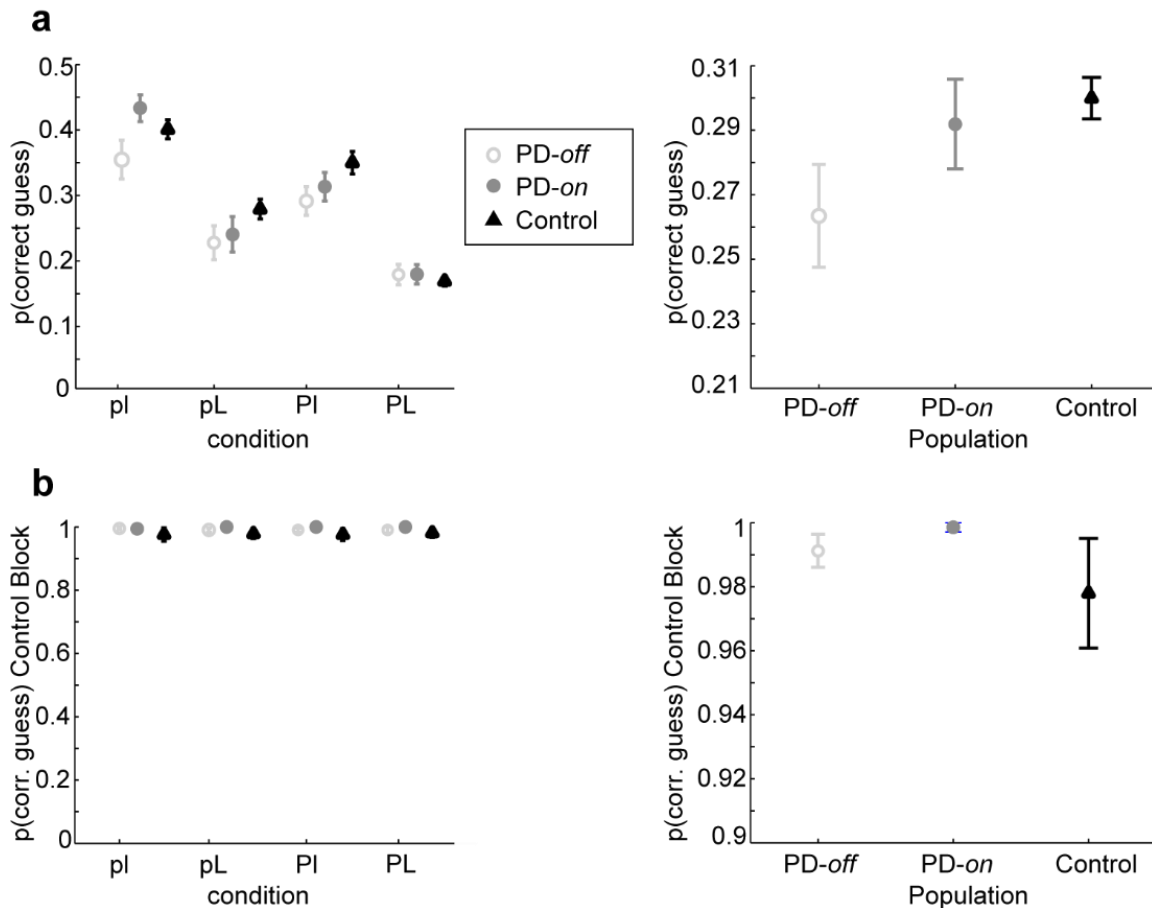 a
p(correct guess)
0.5
0.4
0.3
0.2
0.1
0
pl
pL
Pl
PL
condition
PD-off
PD-on
Control
p(correct guess)
0.31
0.29
0.27
0.25
0.23
0.21
PD-off
PD-on
Control
Population
b
p(corr. guess) Control Block
1
0.8
0.6
0.4
0.2
0
pl
pL
Pl
PL
condition
p(corr. guess) Control Block
1
0.98
0.96
0.94
0.92
0.9
PD-off
PD-on
Control
Population